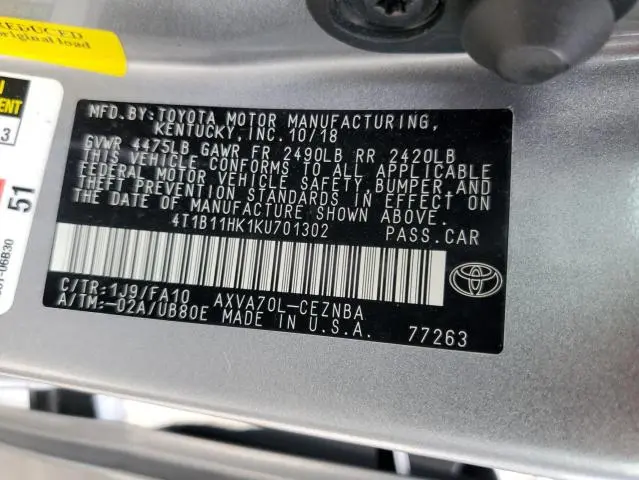 REDUCED
original load
MFD.BY:TOYOTA MOTOR MANUFACTURING,
KENTUCKY, INC. 10/18
GVWR 4475LB GAWR FR 2490LB RR 2420LB
THIS VEHICLE CONFORMS TO ALL APPLICABLE
FEDERAL MOTOR VEHICLE SAFETY, BUMPER, AND
THEFT PREVENTION STANDARDS IN EFFECT ON
THE DATE OF MANUFACTURE SHOWN ABOVE.
4T1B11HK1KU701302 PASS.CAR
C/TR:1J9/FA10 AXVA70L-CEZNBA
A/TM:-02A/UB80E MADE IN U.S.A. 77263
3
51